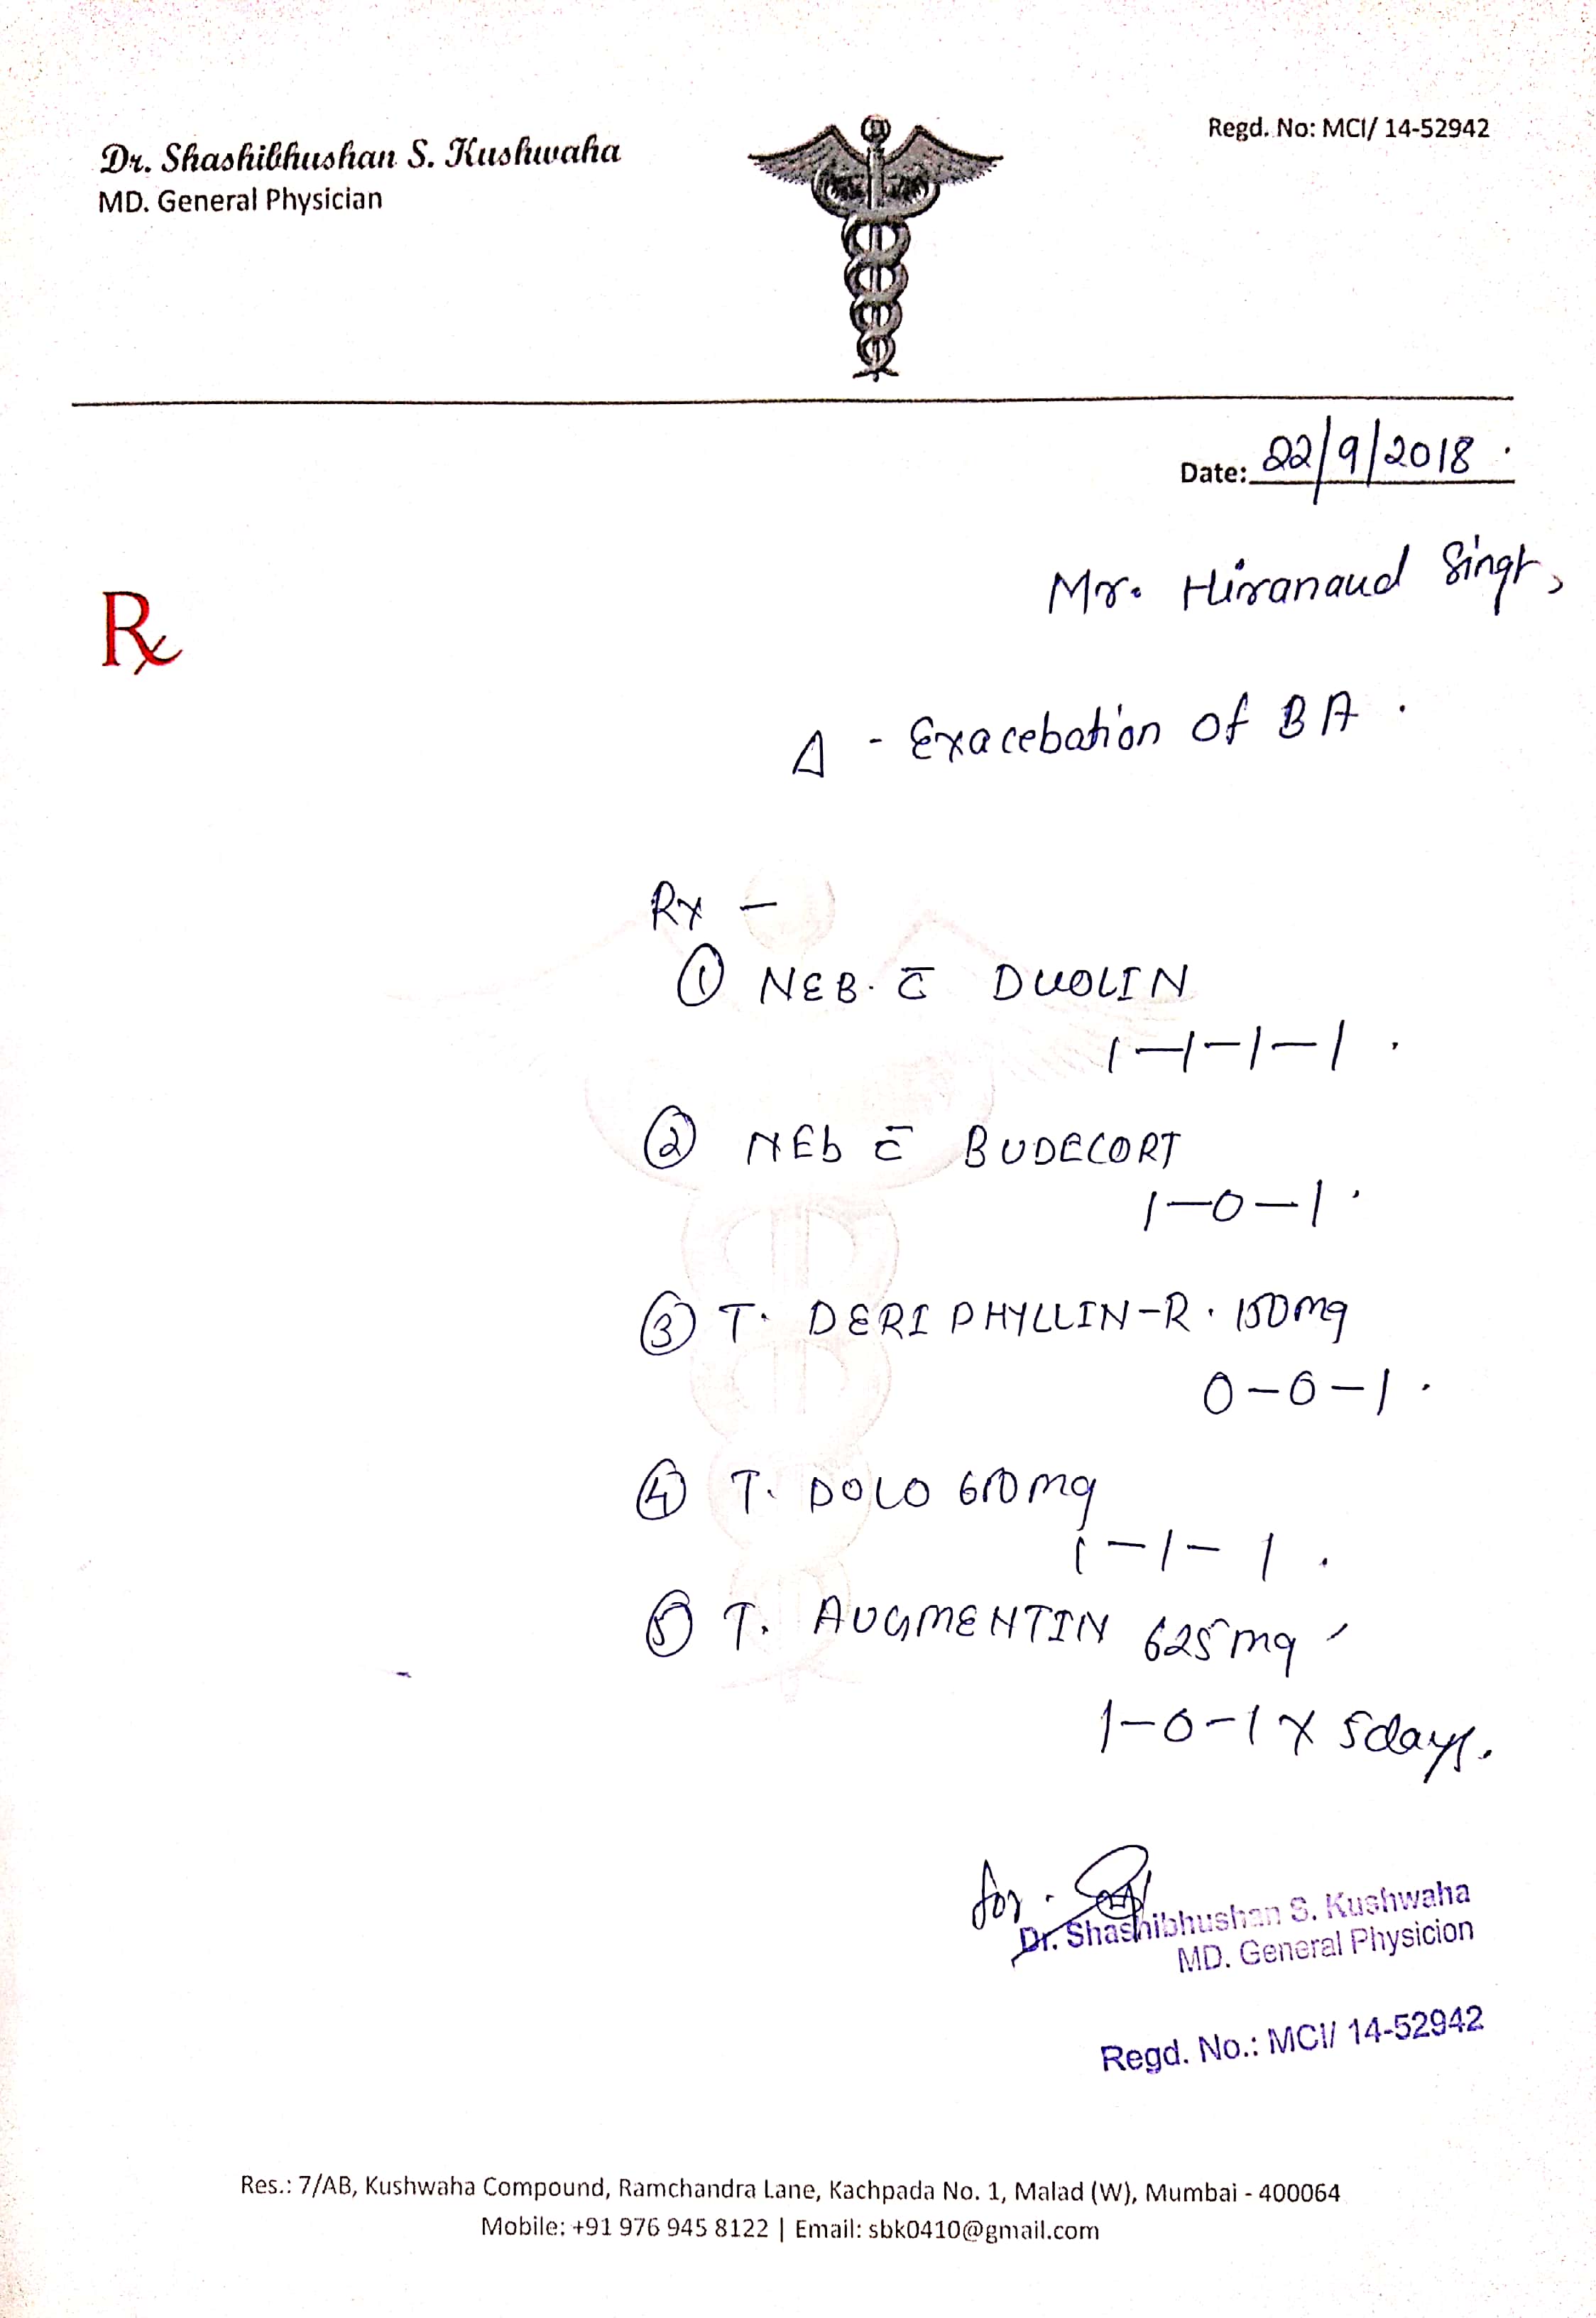 Dr. Shashibhushan S. Kushwaha
MD. General Physician
Regd. No: MCI/ 14-52942
Date: 22/9/2018
Mr. Hiranand Singh,
Δ - Exacebation of BA.
Rx
Rx —
① NEB. c̄ DUOLIN
1-1-1-1.
② NEb c̄ BUDECORT
1-0-1.
③ T. DERIPHYLLIN-R. 150mg
0-0-1.
④ T. DOLO 650mg
1-1-1.
⑤ T. AUGMENTIN 625mg
1-0-1 x 5days.
for.
Dr. Shashibhushan S. Kushwaha
MD. General Physicion
Regd. No.: MCI/ 14-52942
Res.: 7/AB, Kushwaha Compound, Ramchandra Lane, Kachpada No. 1, Malad (W), Mumbai - 400064
Mobile: +91 976 945 8122 | Email: sbk0410@gmail.com